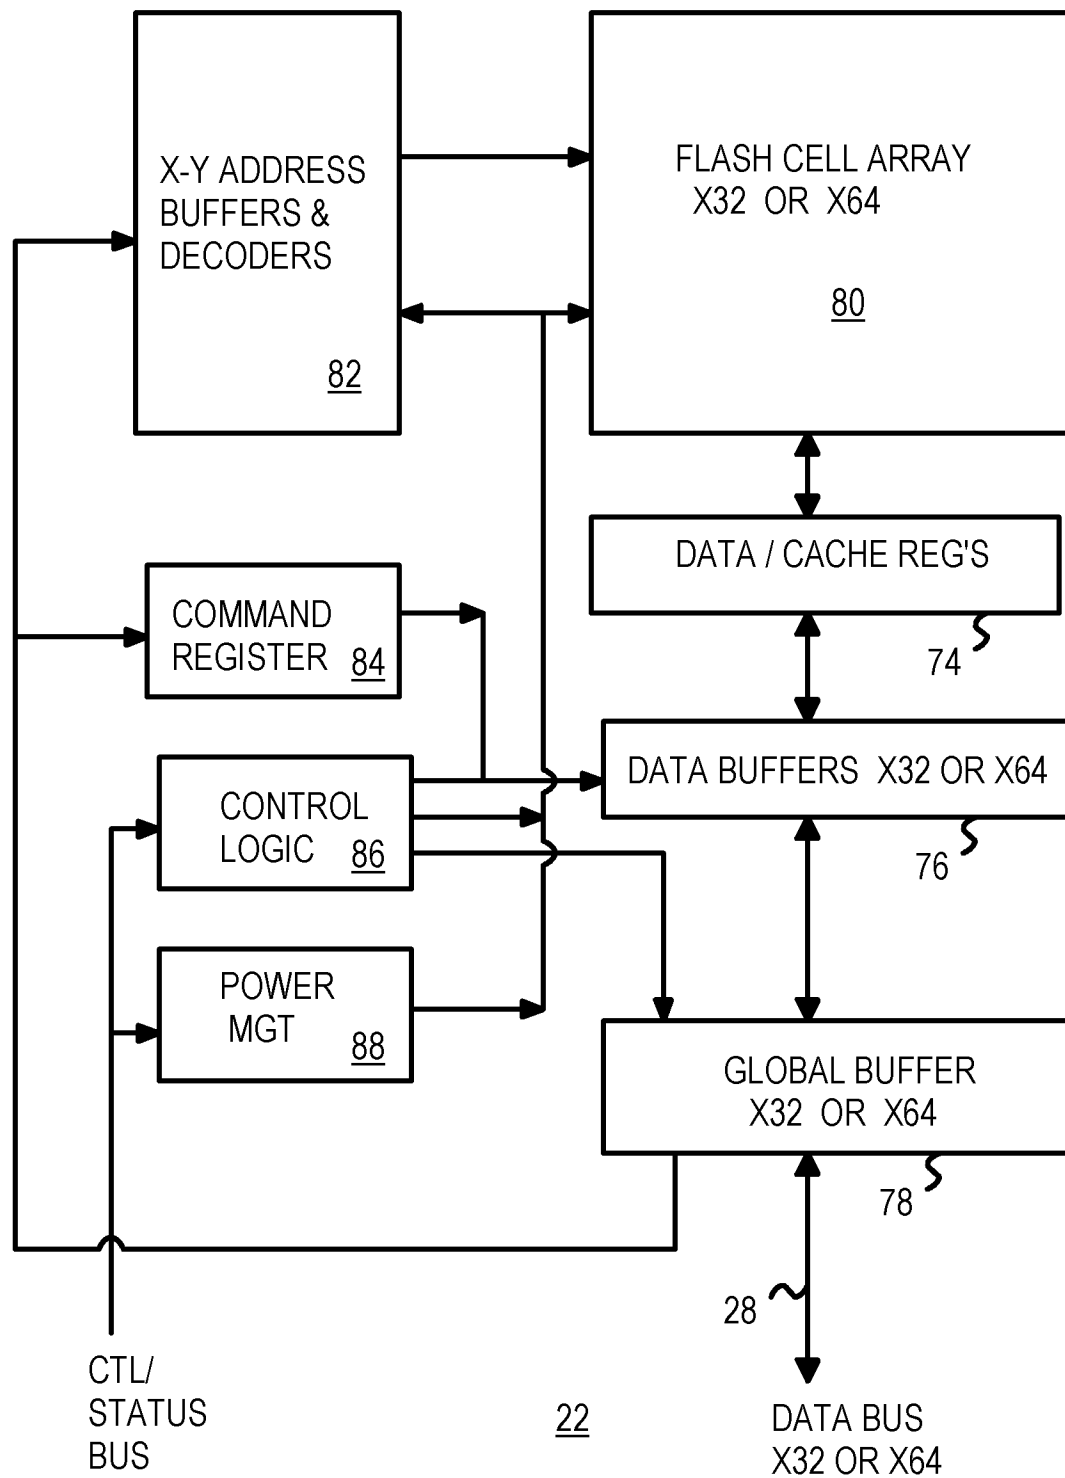 X-Y ADDRESS
BUFFERS &
DECODERS
82
FLASH CELL ARRAY
X32 OR X64
80
DATA / CACHE REG'S
74
COMMAND
REGISTER
84
DATA BUFFERS X32 OR X64
76
CONTROL
LOGIC
86
POWER
MGT
88
GLOBAL BUFFER
X32 OR X64
78
28
CTL/
STATUS
BUS
22
DATA BUS
X32 OR X64